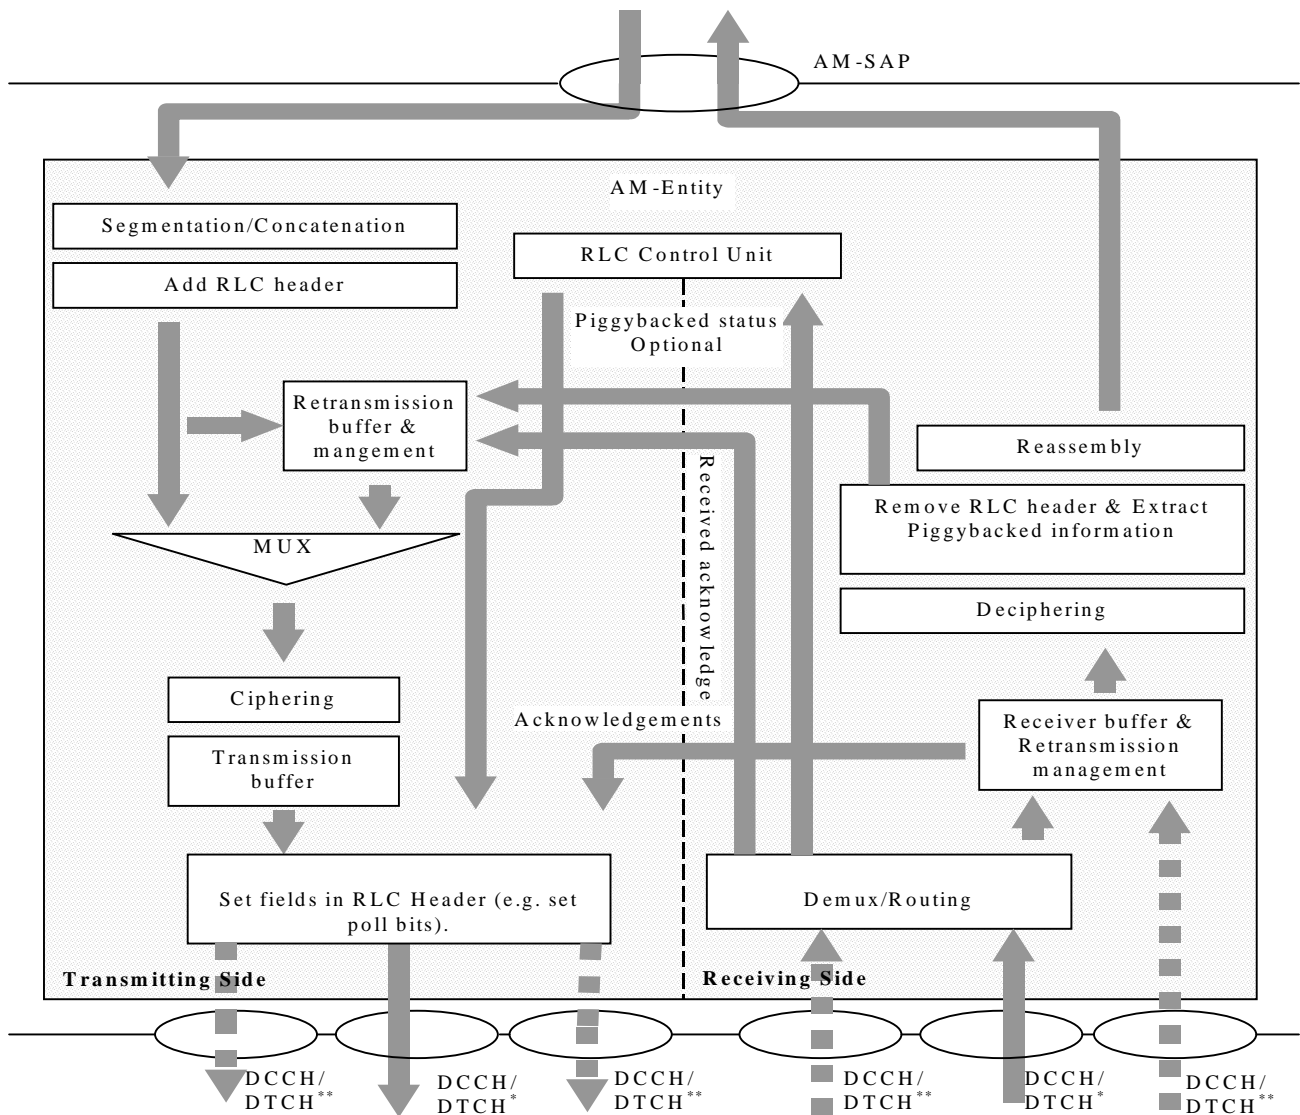 AM-SAP
AM-Entity
Segmentation/Concatenation
RLC Control Unit
Add RLC header
Piggybacked status
Optional
Retransmission
buffer &
mangement
Received acknowledge
Reassembly
Remove RLC header & Extract
Piggybacked information
MUX
Deciphering
Ciphering
Acknowledgements
Receiver buffer &
Retransmission
management
Transmission
buffer
Set fields in RLC Header (e.g. set
poll bits).
Demux/Routing
Transmitting Side
Receiving Side
DCCH/
DTCH**
DCCH/
DTCH*
DCCH/
DTCH**
DCCH/
DTCH**
DCCH/
DTCH*
DCCH/
DTCH**